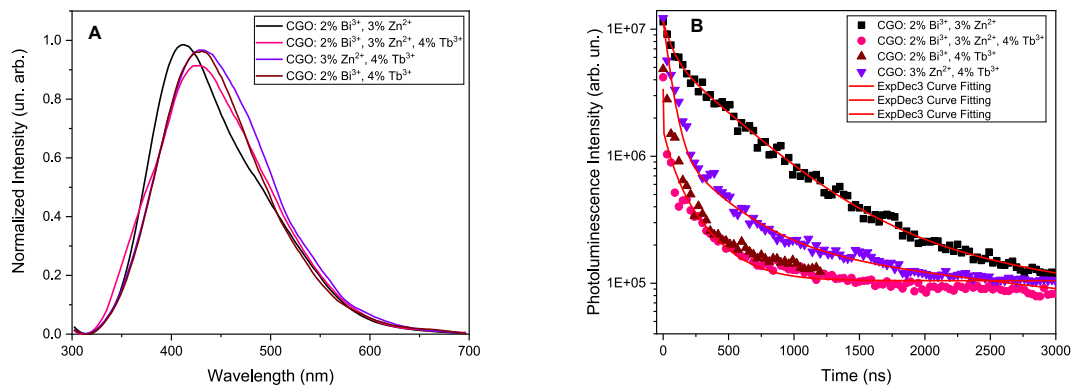 A
CGO: 2% Bi³⁺, 3% Zn²⁺
CGO: 2% Bi³⁺, 3% Zn²⁺, 4% Tb³⁺
CGO: 3% Zn²⁺, 4% Tb³⁺
CGO: 2% Bi³⁺, 4% Tb³⁺
Normalized Intensity (un. arb.)
1.0
0.8
0.6
0.4
0.2
0.0
300 400 500 600 700
Wavelength (nm)
B
CGO: 2% Bi³⁺, 3% Zn²⁺
CGO: 2% Bi³⁺, 3% Zn²⁺, 4% Tb³⁺
CGO: 2% Bi³⁺, 4% Tb³⁺
CGO: 3% Zn²⁺, 4% Tb³⁺
ExpDec3 Curve Fitting
ExpDec3 Curve Fitting
ExpDec3 Curve Fitting
Photoluminescence Intensity (arb. un.)
1E+07
1E+06
1E+05
0 500 1000 1500 2000 2500 3000
Time (ns)